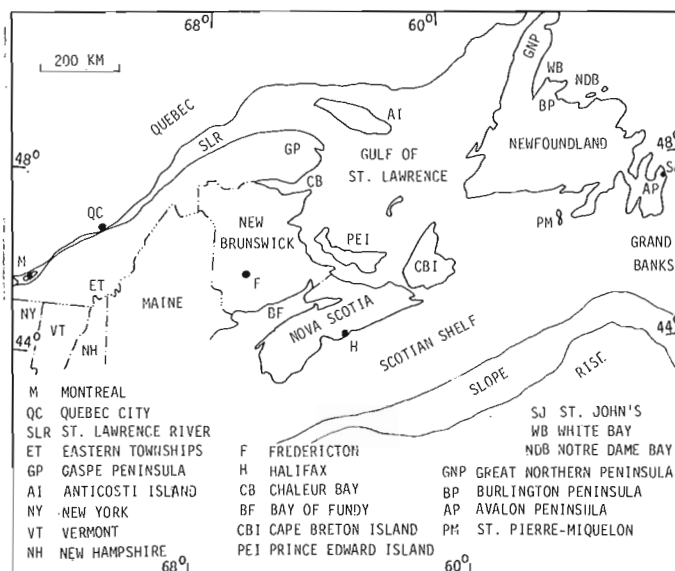 68°
60°
GNP
200 KM
WB
NDB
QUEBEC
AI
BP
SLR
NEWFOUNDLAND
GP
GULF OF
ST. LAWRENCE
48°
48°
CB
AP
QC
NEW
BRUNSWICK
PM
PEI
GRAND
BANKS
M
CBI
ET
F
MAINE
NY
BF
NOVA SCOTIA
VT
SCOTIAN SHELF
44°
44°
NH
H
SLOPE
RISE
M MONTREAL
QC QUEBEC CITY
SLR ST. LAWRENCE RIVER
ET EASTERN TOWNSHIPS
GP GASPE PENINSULA
AI ANTICOSTI ISLAND
NY NEW YORK
VT VERMONT
NH NEW HAMPSHIRE
F FREDERICTON
H HALIFAX
CB CHALEUR BAY
BF BAY OF FUNDY
CBI CAPE BRETON ISLAND
PEI PRINCE EDWARD ISLAND
SJ ST. JOHN'S
WB WHITE BAY
NDB NOTRE DAME BAY
GNP GREAT NORTHERN PENINSULA
BP BURLINGTON PENINSULA
AP AVALON PENINSULA
PM ST. PIERRE-MIQUELON
68°
60°